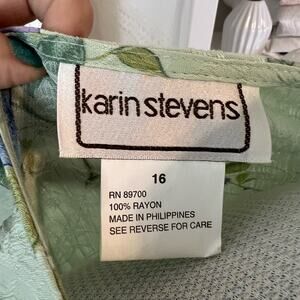 karin stevens
16
RN 89700
100% RAYON
MADE IN PHILIPPINES
SEE REVERSE FOR CARE